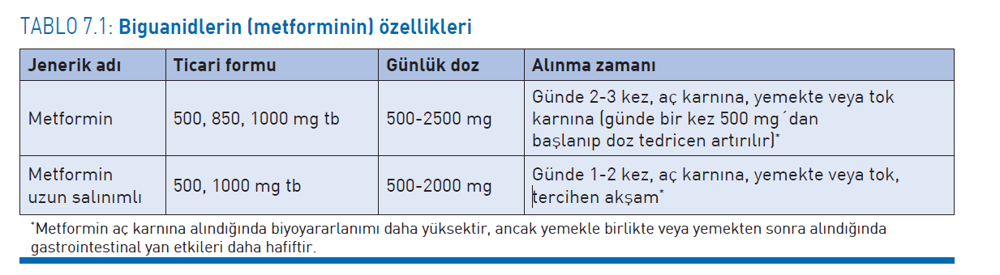 TABLO 7.1: Biguanidlerin (metforminin) özellikleri
Jenerik adı Ticari formu Günlük doz Alınma zamanı
Metformin 500, 850, 1000 mg tb 500-2500 mg Günde 2-3 kez, aç karnına, yemekte veya tok
karnına (günde bir kez 500 mg´dan
başlanıp doz tedricen artırılır)*
Metformin
uzun salınımlı 500, 1000 mg tb 500-2000 mg Günde 1-2 kez, aç karnına, yemekte veya tok,
tercihen akşam*
*Metformin aç karnına alındığında biyoyararlanımı daha yüksektir, ancak yemekle birlikte veya yemekten sonra alındığında
gastrointestinal yan etkileri daha hafiftir.